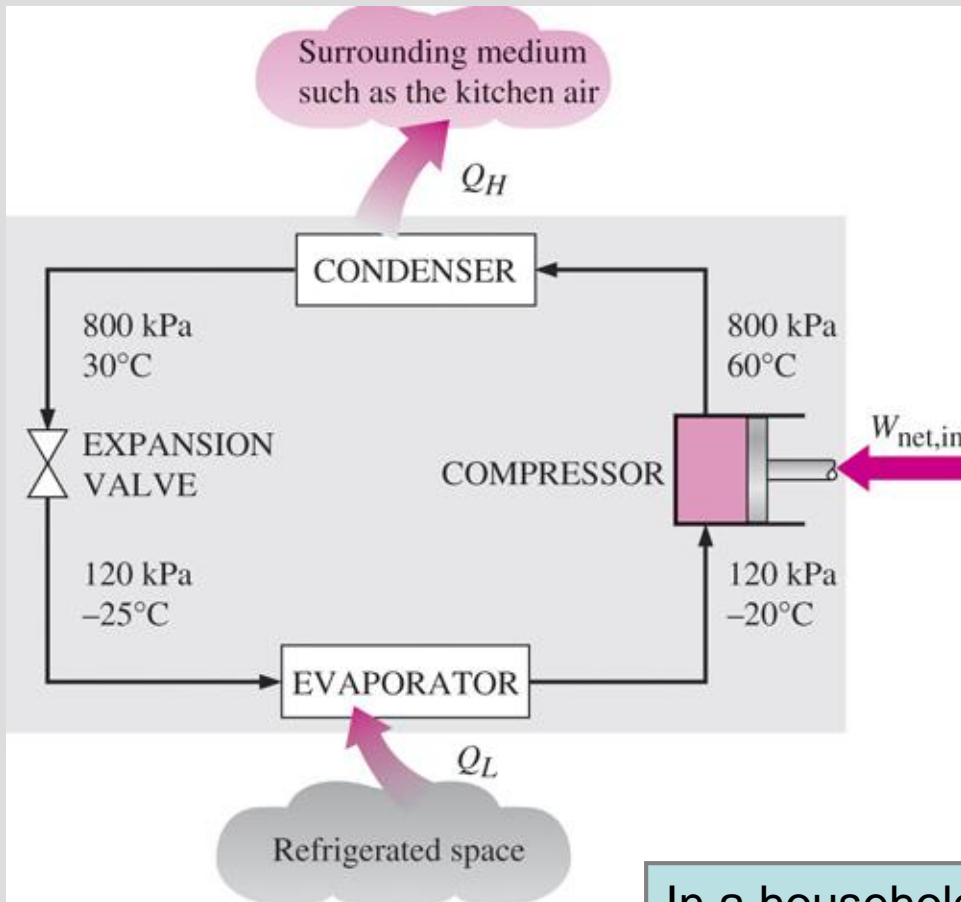 Surrounding medium
such as the kitchen air
Q_H
CONDENSER
800 kPa
30°C
800 kPa
60°C
EXPANSION
VALVE
COMPRESSOR
W_net,in
120 kPa
–25°C
120 kPa
–20°C
EVAPORATOR
Q_L
Refrigerated space
In a household